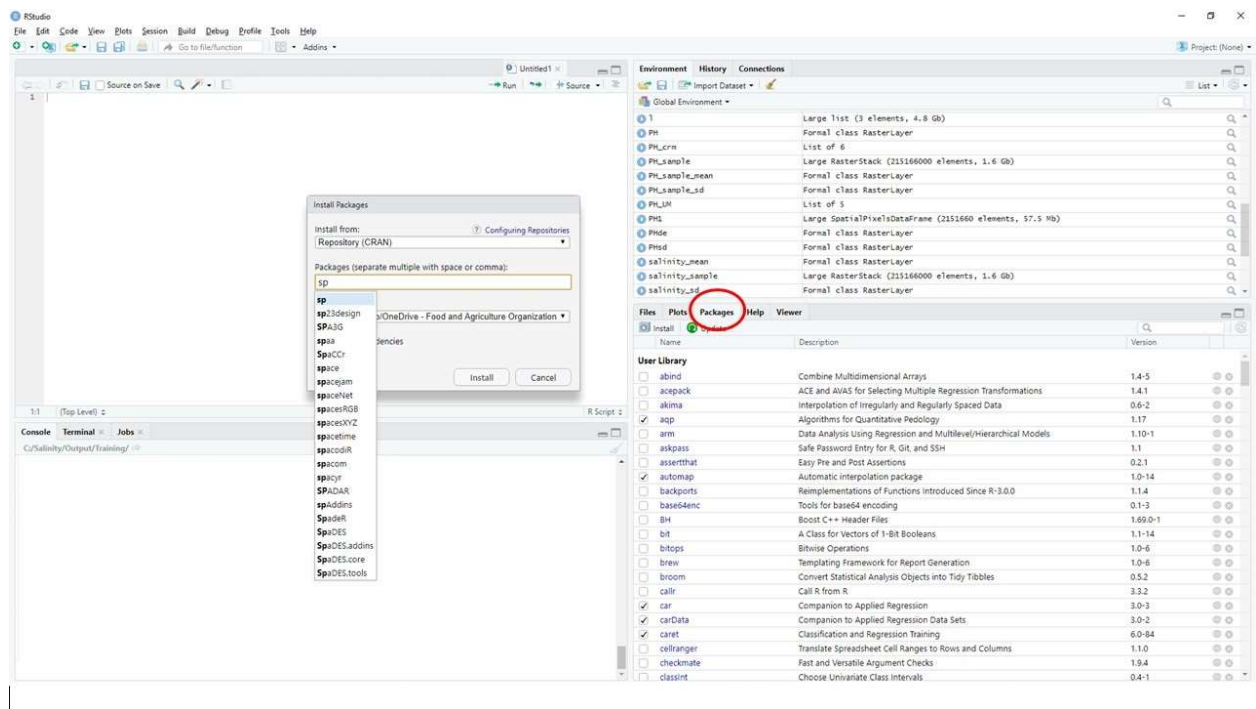 RStudio
File Edit Code View Plots Session Build Debug Profile Tools Help
Go to file/function Addins Project: (None)
Untitled1
Source on Save Run Source
1
Install Packages
Install from: ? Configuring Repositories
Repository (CRAN)
Packages (separate multiple with space or comma):
sp
sp
sp23design
SPA3G
spaa
SpaCCr
space
spacejam
spaceNet
spacesRGB
spacesXYZ
spacetime
spacodiR
spacom
spacyr
SPADAR
spAddins
SpadeR
SpaDES
SpaDES.addins
SpaDES.core
SpaDES.tools
/OneDrive - Food and Agriculture Organization
dencies
Install Cancel
1:1 (Top Level) R Script
Console Terminal Jobs
C:/Salinity/Output/Training/
Environment History Connections
Import Dataset List
Global Environment
1 Large list (3 elements, 4.8 Gb)
PH Formal class RasterLayer
PH_crm List of 6
PH_sample Large RasterStack (215166000 elements, 1.6 Gb)
PH_sample_mean Formal class RasterLayer
PH_sample_sd Formal class RasterLayer
PH_UM List of 5
PH1 Large SpatialPixelsDataFrame (2151660 elements, 57.5 Mb)
PHde Formal class RasterLayer
PHsd Formal class RasterLayer
salinity_mean Formal class RasterLayer
salinity_sample Large RasterStack (215166000 elements, 1.6 Gb)
salinity_sd Formal class RasterLayer
Files Plots Packages Help Viewer
Install Update
Name Description Version
User Library
abind Combine Multidimensional Arrays 1.4-5
acepack ACE and AVAS for Selecting Multiple Regression Transformations 1.4.1
akima Interpolation of Irregularly and Regularly Spaced Data 0.6-2
aqp Algorithms for Quantitative Pedology 1.17
arm Data Analysis Using Regression and Multilevel/Hierarchical Models 1.10-1
askpass Safe Password Entry for R, Git, and SSH 1.1
assertthat Easy Pre and Post Assertions 0.2.1
automap Automatic interpolation package 1.0-14
backports Reimplementations of Functions Introduced Since R-3.0.0 1.1.4
base64enc Tools for base64 encoding 0.1-3
BH Boost C++ Header Files 1.69.0-1
bit A Class for Vectors of 1-Bit Booleans 1.1-14
bitops Bitwise Operations 1.0-6
brew Templating Framework for Report Generation 1.0-6
broom Convert Statistical Analysis Objects into Tidy Tibbles 0.5.2
callr Call R from R 3.3.2
car Companion to Applied Regression 3.0-3
carData Companion to Applied Regression Data Sets 3.0-2
caret Classification and Regression Training 6.0-84
cellranger Translate Spreadsheet Cell Ranges to Rows and Columns 1.1.0
checkmate Fast and Versatile Argument Checks 1.9.4
classInt Choose Univariate Class Intervals 0.4-1